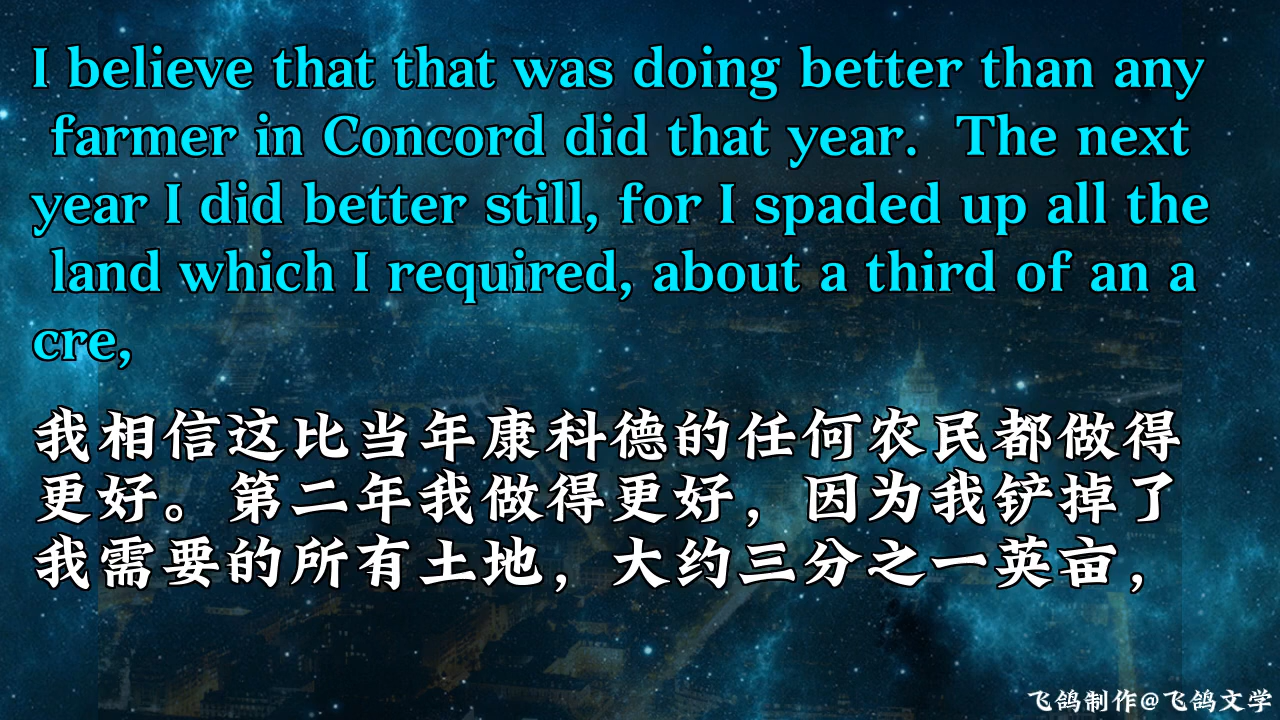 I believe that that was doing better than any
farmer in Concord did that year.  The next
year I did better still, for I spaded up all the
land which I required, about a third of an a
cre,
我相信这比当年康科德的任何农民都做得
更好。第二年我做得更好，因为我铲掉了
我需要的所有土地，大约三分之一英亩，
飞鸽制作@飞鸽文学